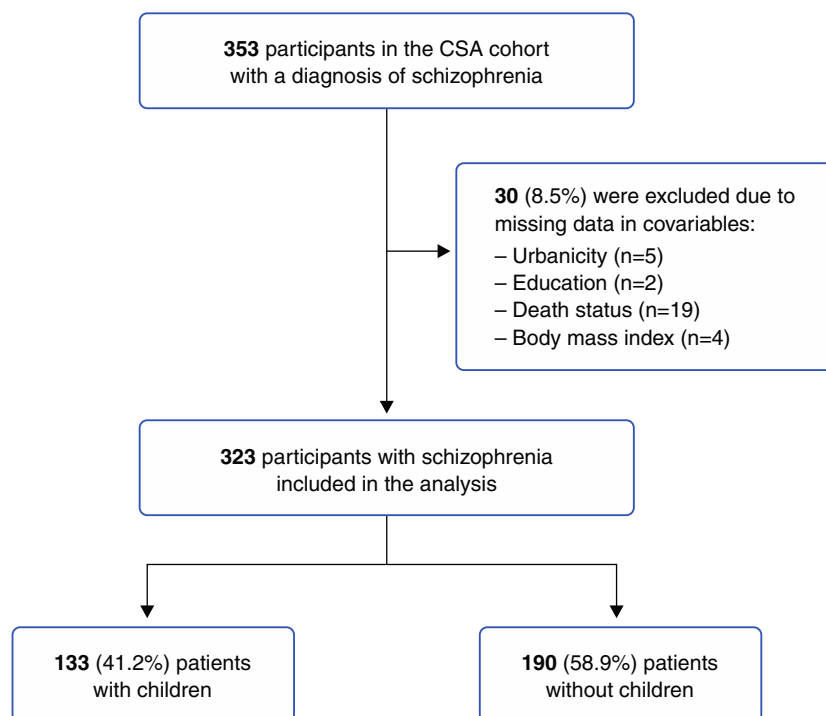 353 participants in the CSA cohort
with a diagnosis of schizophrenia
30 (8.5%) were excluded due to
missing data in covariables:
– Urbanicity (n=5)
– Education (n=2)
– Death status (n=19)
– Body mass index (n=4)
323 participants with schizophrenia
included in the analysis
133 (41.2%) patients
with children
190 (58.9%) patients
without children